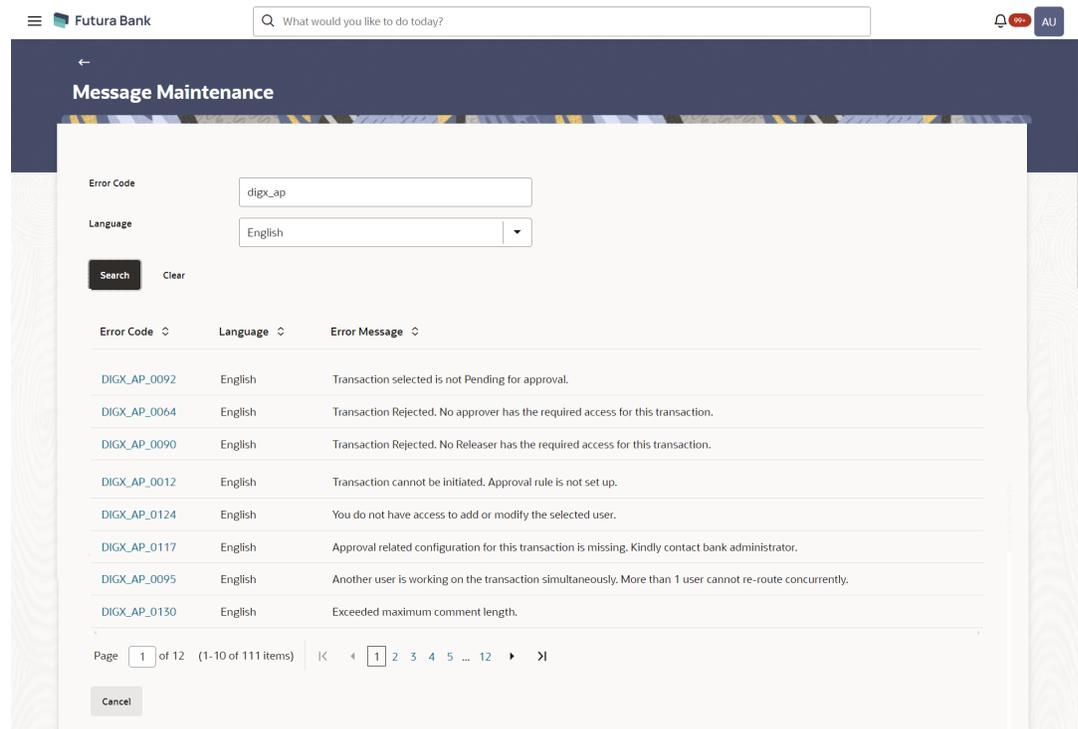 Futura Bank
What would you like to do today?
99+
AU
Message Maintenance
Error Code
digx_ap
Language
English
Search Clear
Error Code Language Error Message
DIGX_AP_0092 English Transaction selected is not Pending for approval.
DIGX_AP_0064 English Transaction Rejected. No approver has the required access for this transaction.
DIGX_AP_0090 English Transaction Rejected. No Releaser has the required access for this transaction.
DIGX_AP_0012 English Transaction cannot be initiated. Approval rule is not set up.
DIGX_AP_0124 English You do not have access to add or modify the selected user.
DIGX_AP_0117 English Approval related configuration for this transaction is missing. Kindly contact bank administrator.
DIGX_AP_0095 English Another user is working on the transaction simultaneously. More than 1 user cannot re-route concurrently.
DIGX_AP_0130 English Exceeded maximum comment length.
Page 1 of 12 (1-10 of 111 items) 1 2 3 4 5 ... 12
Cancel